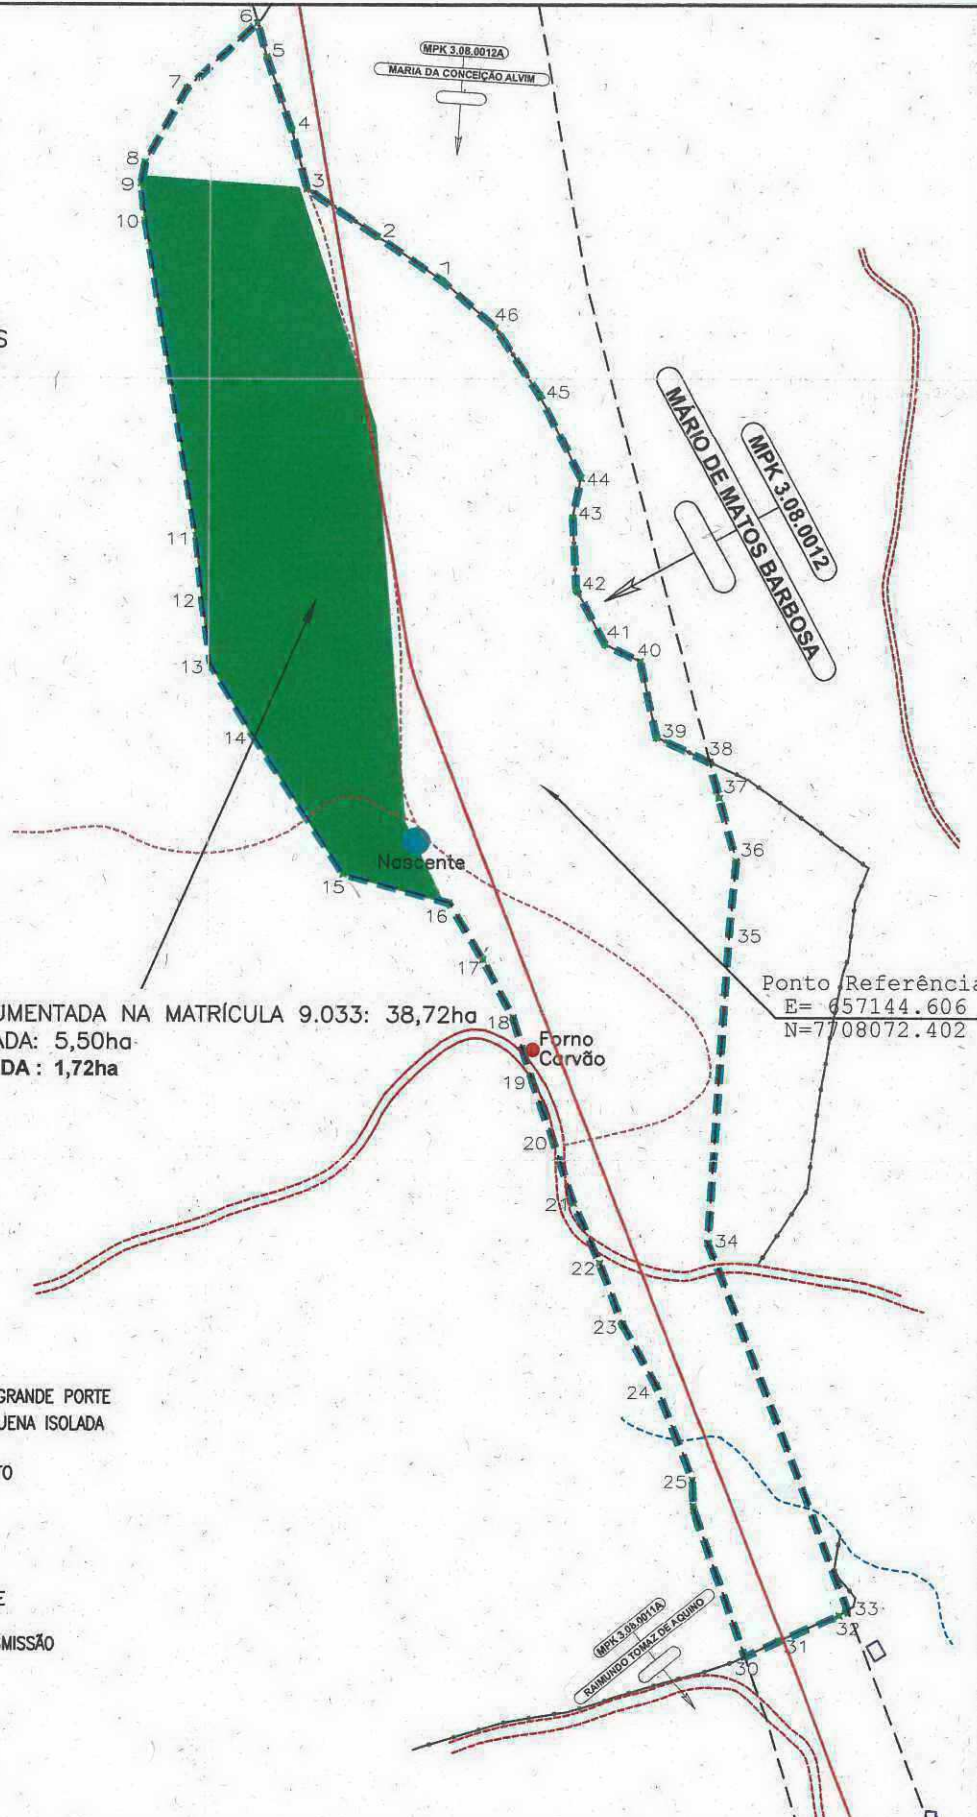 6
5
MPK 3.08.0012A
MARIA DA CONCEIÇÃO ALVIM
7
4
8
9
3
10
2
1
46
S
45
MPK 3.08.0012
MÁRIO DE MATOS BARBOSA
44
43
11
42
12
41
40
13
14
39
38
37
36
Nascente
15
16
35
17
Ponto Referência
E= 657144.606
N=7708072.402
UMENTADA NA MATRÍCULA 9.033: 38,72ha
ADA: 5,50ha
DA : 1,72ha
18
Forno
Carvão
19
20
21
34
22
23
GRANDE PORTE
UENA ISOLADA
24
TO
25
E
MISSÃO
MPK 3.08.0011A
RAIMUNDO TOMAZ DE AQUINO
33
32
31
30